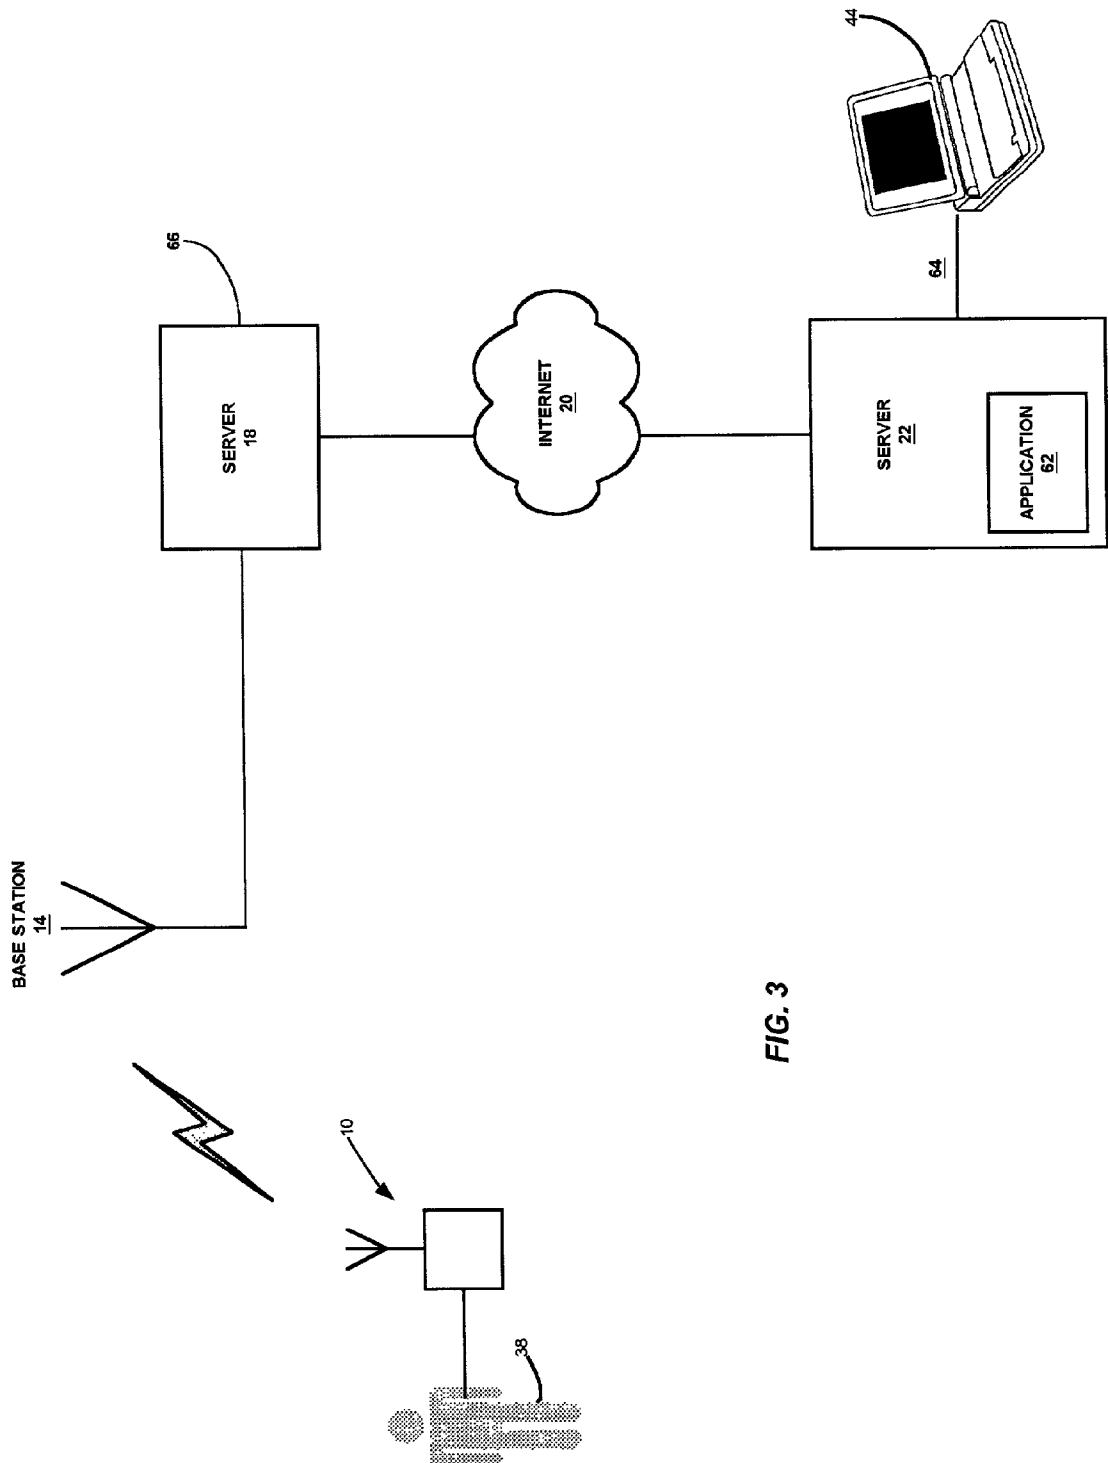 BASE STATION
14
66
SERVER
18
INTERNET
20
44
64
SERVER
22
APPLICATION
62
10
38
FIG. 3